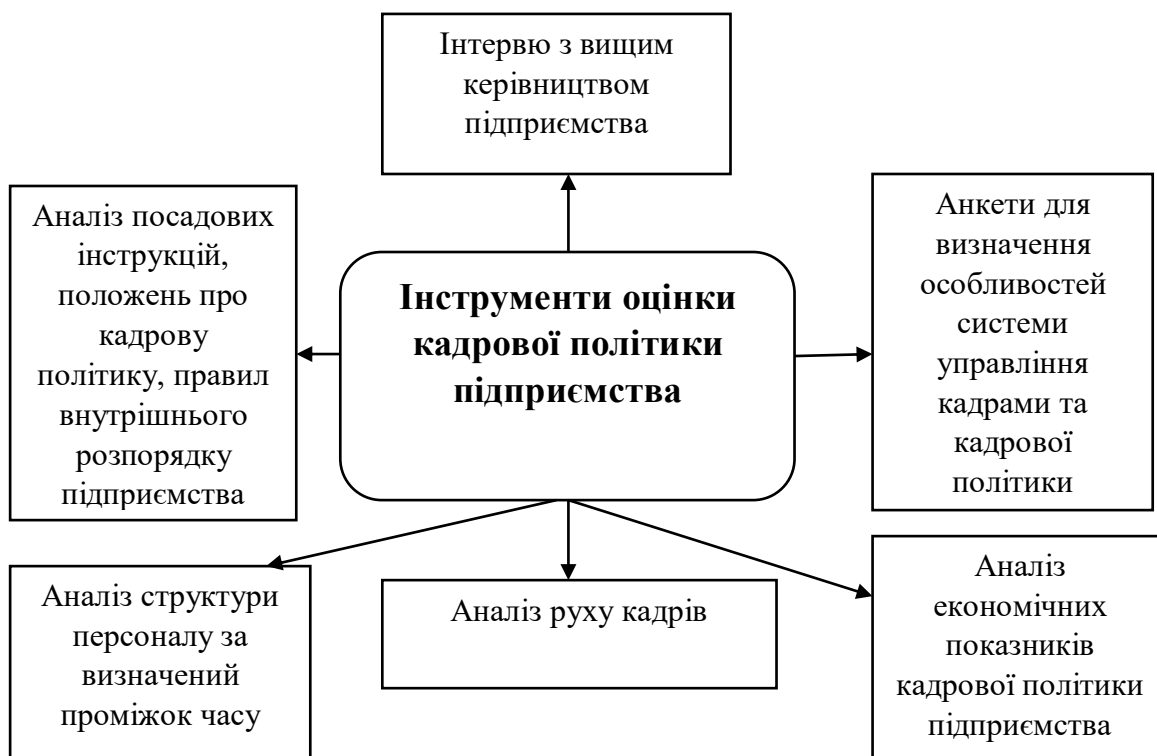 Інтервю з вищим
керівництвом
підприємства
Аналіз посадових
інструкцій,
положень про
кадрову
політику, правил
внутрішнього
розпорядку
підприємства
Інструменти оцінки
кадрової політики
підприємства
Анкети для
визначення
особливостей
системи
управління
кадрами та
кадрової
політики
Аналіз структури
персоналу за
визначений
проміжок часу
Аналіз руху кадрів
Аналіз
економічних
показників
кадрової політики
підприємства